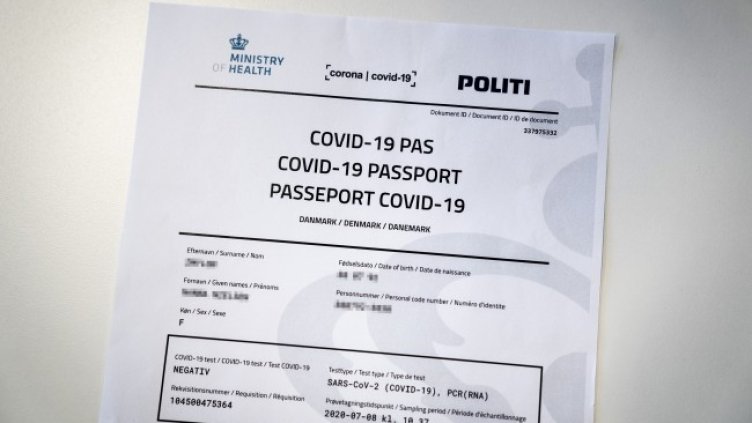 MINISTRY
OF HEALTH
corona | covid-19
POLITI
Dokument ID / Document ID / ID de document
337975332
COVID-19 PAS
COVID-19 PASSPORT
PASSEPORT COVID-19
DANMARK / DENMARK / DANEMARK
Efternavn / Surname / Nom
Fødselsdato / Date of birth / Date de naissance
Fornavn / Given names / Prénoms
Personnummer / Personal code number / Numéro d'identité
Køn / Sex / Sexe
F
COVID-19 test / COVID-19 test / Test COVID-19
NEGATIV
Testtype / Test type / Type de test
SARS-CoV-2 (COVID-19), PCR(RNA)
Rekvisitionsnummer / Requisition / Réquisition
104500475364
Prøvetagningstidspunkt / Sampling period / Période d'échantillonnage
2020-07-08 kl. 10.37